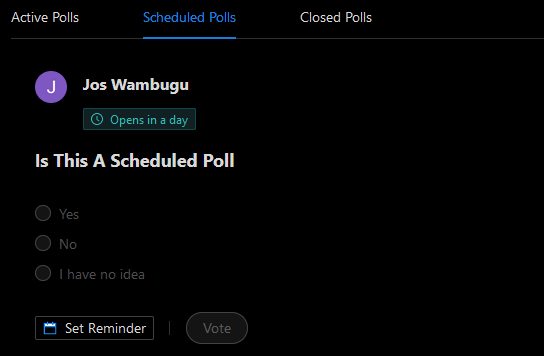 Active Polls Scheduled Polls Closed Polls
J Jos Wambugu
Opens in a day
Is This A Scheduled Poll
Yes
No
I have no idea
Set Reminder Vote